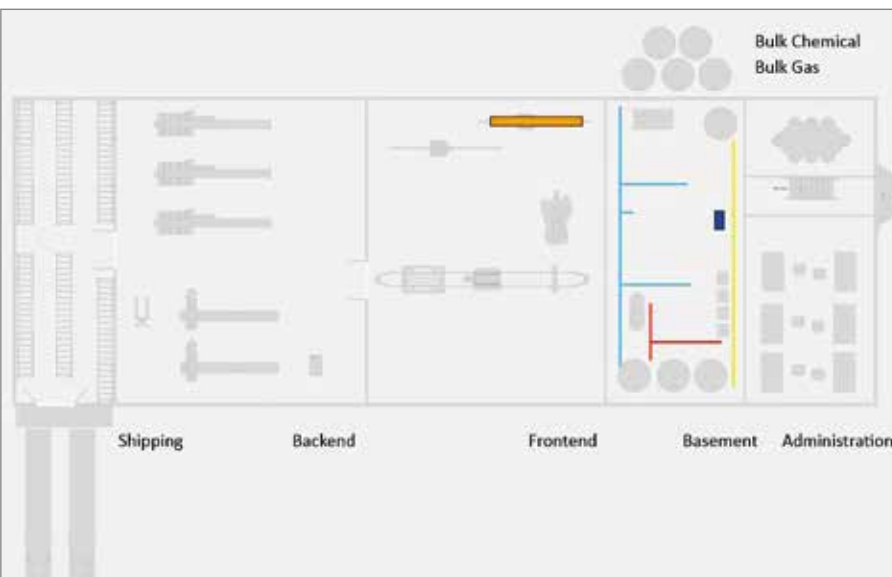 Bulk Chemical
Bulk Gas
Shipping Backend Frontend Basement Administration